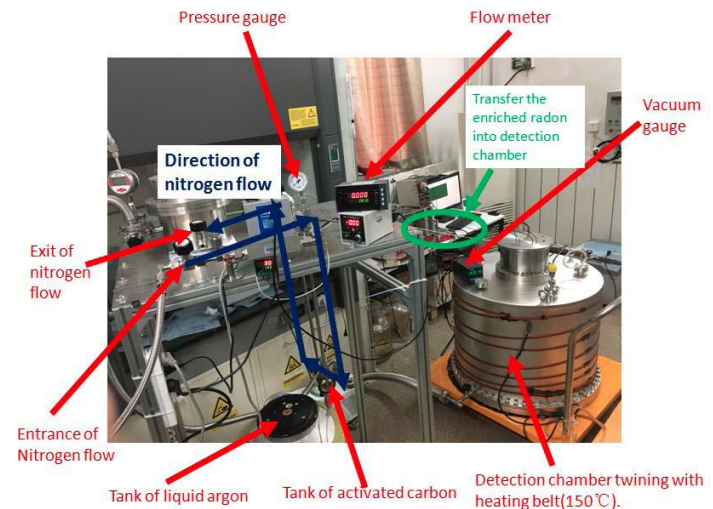 Pressure gauge
Flow meter
Transfer the
enriched radon
into detection
chamber
Vacuum
gauge
Direction of
nitrogen flow
0.000
Exit of
nitrogen
flow
Entrance of
Nitrogen flow
Tank of liquid argon
Tank of activated carbon
Detection chamber twining with
heating belt(150℃).